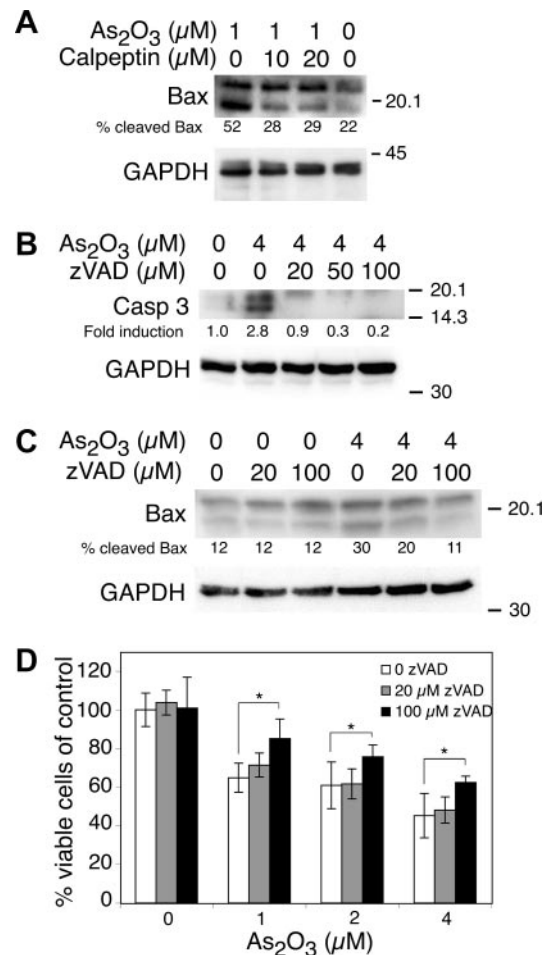 A
As₂O₃ (µM) 1 1 1 0
Calpeptin (µM) 0 10 20 0
Bax
- 20.1
% cleaved Bax 52 28 29 22
- 45
GAPDH
B
As₂O₃ (µM) 0 4 4 4 4
zVAD (µM) 0 0 20 50 100
- 20.1
Casp 3
- 14.3
Fold induction 1.0 2.8 0.9 0.3 0.2
GAPDH
- 30
C
As₂O₃ (µM) 0 0 0 4 4 4
zVAD (µM) 0 20 100 0 20 100
- 20.1
Bax
% cleaved Bax 12 12 12 30 20 11
GAPDH
- 30
D
% viable cells of control
120
100
80
60
40
20
0
0 zVAD
20 µM zVAD
100 µM zVAD
* * *
0 1 2 4
As₂O₃ (µM)